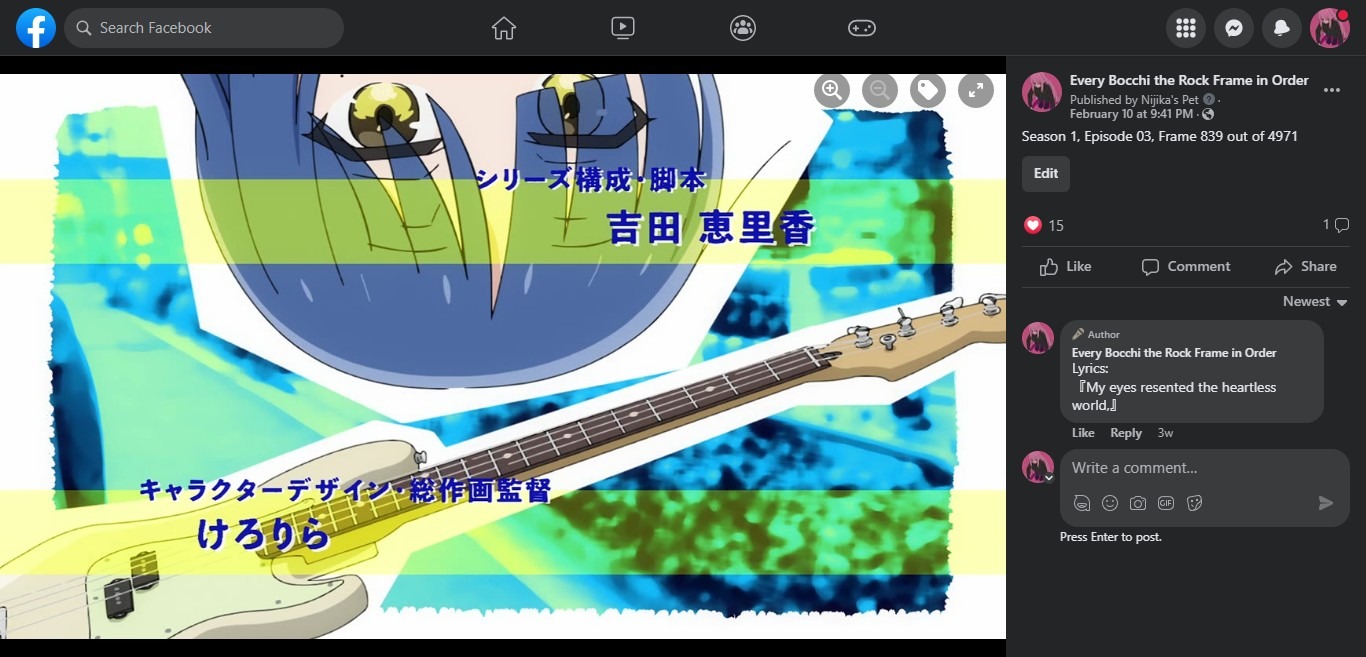 Search Facebook
シリーズ構成・脚本
吉田 恵里香
キャラクターデザイン・総作画監督
けろりら
Every Bocchi the Rock Frame in Order
Published by Nijika's Pet
February 10 at 9:41 PM ·
Season 1, Episode 03, Frame 839 out of 4971
Edit
15
1
Like Comment Share
Newest
Author
Every Bocchi the Rock Frame in Order
Lyrics:
『My eyes resented the heartless
world,』
Like Reply 3w
Write a comment...
GIF
Press Enter to post.